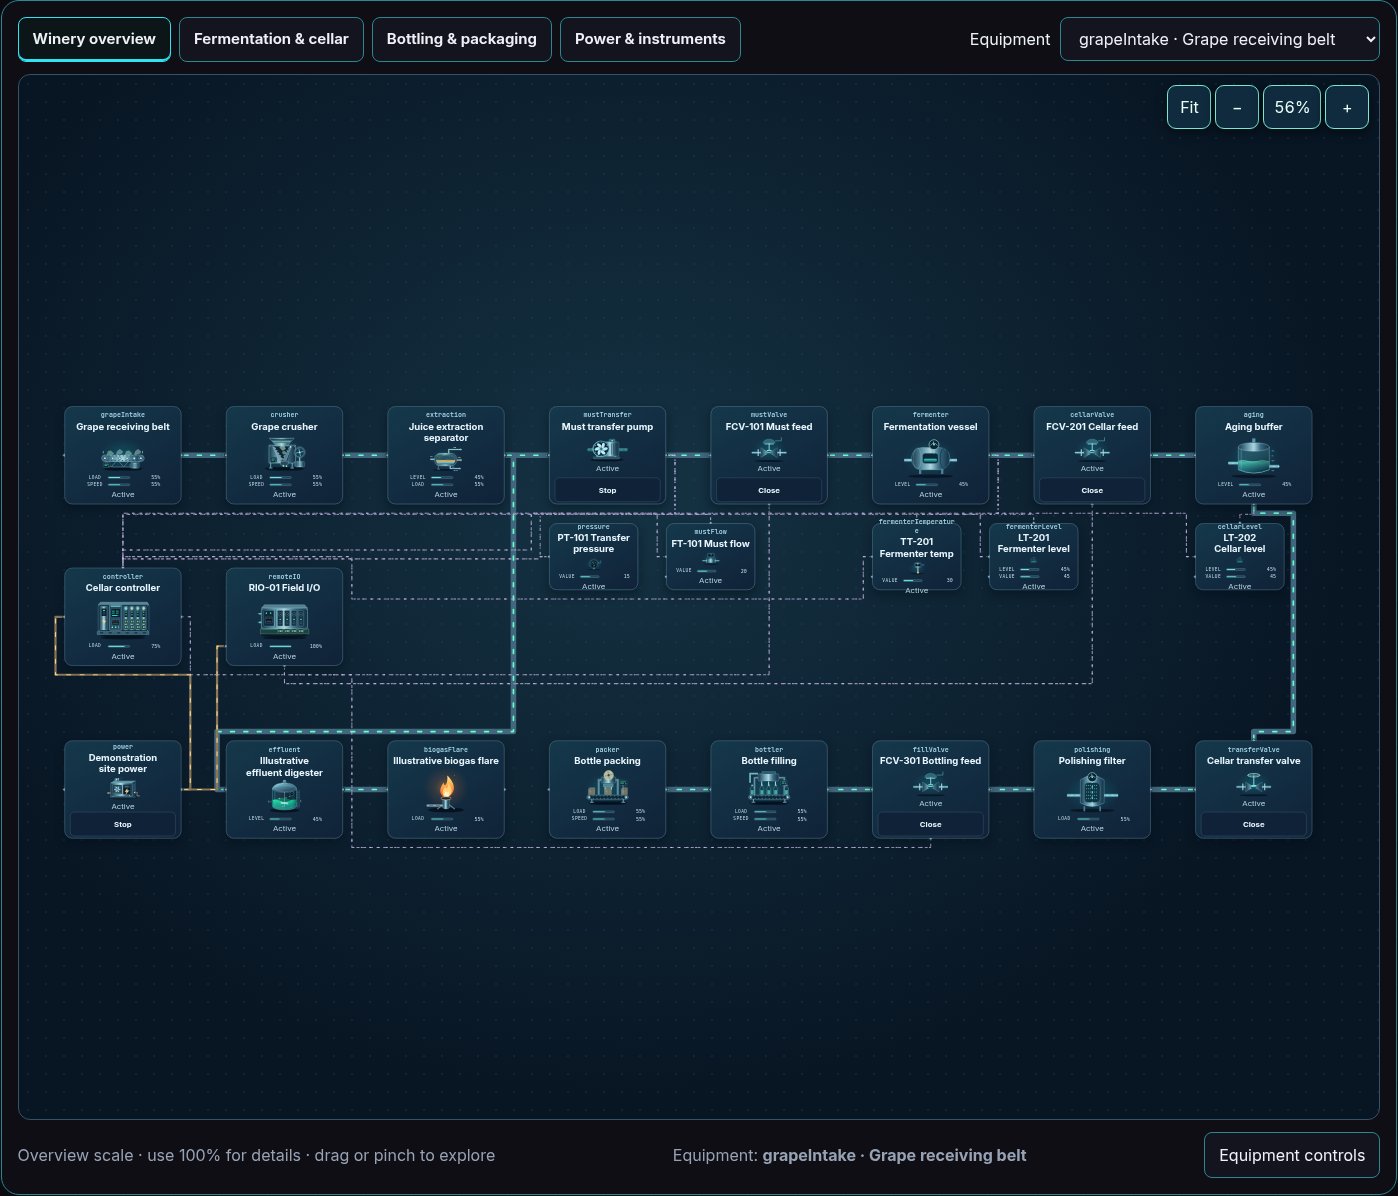 Winery overview
Fermentation & cellar
Bottling & packaging
Power & instruments
Equipment
grapeIntake · Grape receiving belt
Fit
−
56%
+
grapeIntake
Grape receiving belt
LOAD 55%
SPEED 55%
Active
crusher
Grape crusher
LOAD 55%
SPEED 55%
Active
extraction
Juice extraction
separator
LEVEL 45%
LOAD 55%
Active
mustTransfer
Must transfer pump
Active
Stop
mustValve
FCV-101 Must feed
Active
Close
fermenter
Fermentation vessel
LEVEL 45%
Active
cellarValve
FCV-201 Cellar feed
Active
Close
aging
Aging buffer
LEVEL 45%
Active
pressure
PT-101 Transfer
pressure
VALUE 15
Active
mustFlow
FT-101 Must flow
VALUE 20
Active
fermenterTemperatur
e
TT-201
Fermenter temp
VALUE 30
Active
fermenterLevel
LT-201
Fermenter level
LEVEL 45%
VALUE 45
Active
cellarLevel
LT-202
Cellar level
LEVEL 45%
VALUE 45
Active
controller
Cellar controller
LOAD 75%
Active
remoteIO
RIO-01 Field I/O
LOAD 100%
Active
power
Demonstration
site power
Active
Stop
effluent
Illustrative
effluent digester
LEVEL 45%
Active
biogasFlare
Illustrative biogas flare
LOAD 55%
Active
packer
Bottle packing
LOAD 55%
SPEED 55%
Active
bottler
Bottle filling
LOAD 55%
SPEED 55%
Active
fillValve
FCV-301 Bottling feed
Active
Close
polishing
Polishing filter
LOAD 55%
Active
transferValve
Cellar transfer valve
Active
Close
Overview scale · use 100% for details · drag or pinch to explore
Equipment: grapeIntake · Grape receiving belt
Equipment controls